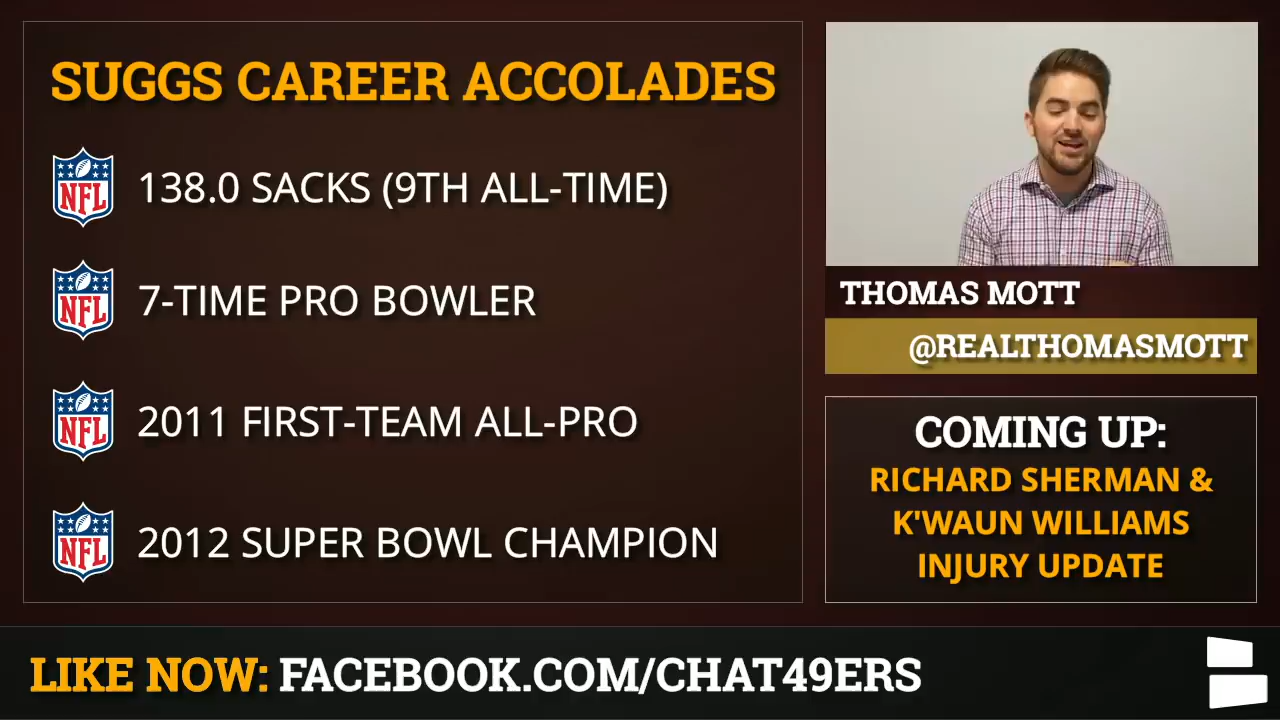 SUGGS CAREER ACCOLADES
NFL 138.0 SACKS (9TH ALL-TIME)
NFL 7-TIME PRO BOWLER
NFL 2011 FIRST-TEAM ALL-PRO
NFL 2012 SUPER BOWL CHAMPION
THOMAS MOTT
@REALTHOMASMOTT
COMING UP:
RICHARD SHERMAN &
K'WAUN WILLIAMS
INJURY UPDATE
LIKE NOW: FACEBOOK.COM/CHAT49ERS